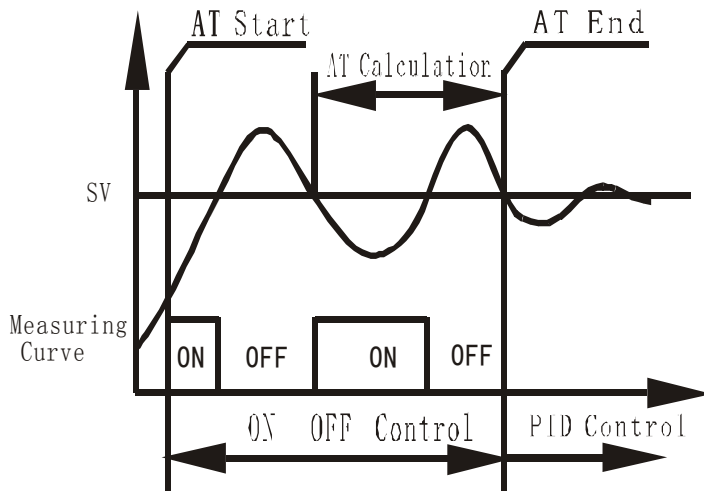 AT Start
AT End
AT Calculation
SV
Measuring
Curve
ON
OFF
ON
OFF
ON OFF Control
PID Control